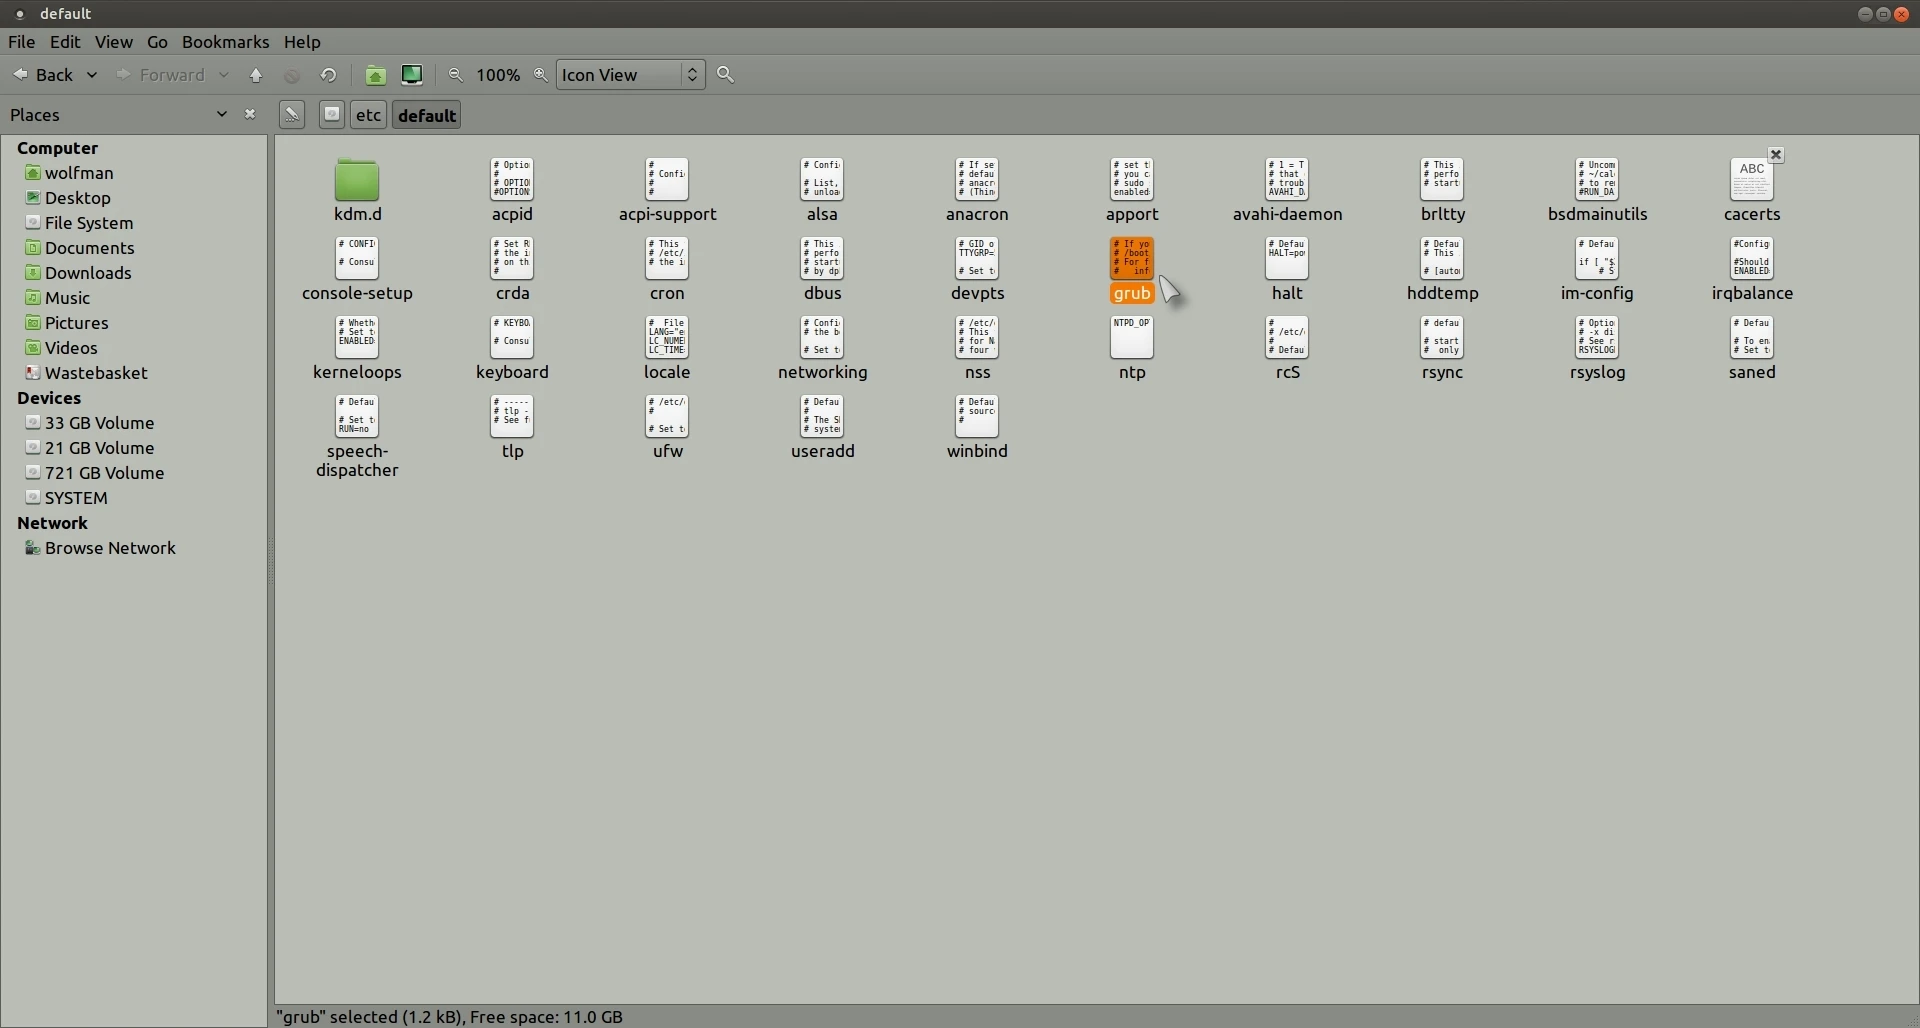 default
File Edit View Go Bookmarks Help
Back Forward 100% Icon View
Places etc default
Computer
wolfman
Desktop
File System
Documents
Downloads
Music
Pictures
Videos
Wastebasket
Devices
33 GB Volume
21 GB Volume
721 GB Volume
SYSTEM
Network
Browse Network
kdm.d acpid acpi-support alsa anacron apport avahi-daemon brltty bsdmainutils cacerts
console-setup crda cron dbus devpts grub halt hddtemp im-config irqbalance
kerneloops keyboard locale networking nss ntp rcS rsync rsyslog saned
speech-dispatcher tlp ufw useradd winbind
"grub" selected (1.2 kB), Free space: 11.0 GB